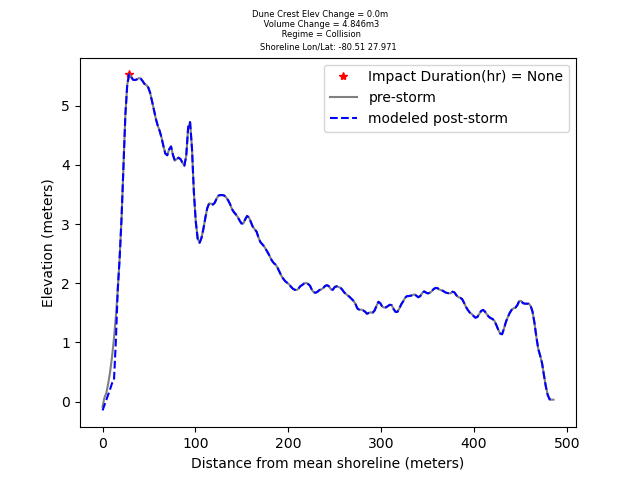 Dune Crest Elev Change = 0.0m
Volume Change = 4.846m3
Regime = Collision
Shoreline Lon/Lat: -80.51 27.971
Impact Duration(hr) = None
pre-storm
modeled post-storm
Elevation (meters)
5
4
3
2
1
0
0 100 200 300 400 500
Distance from mean shoreline (meters)